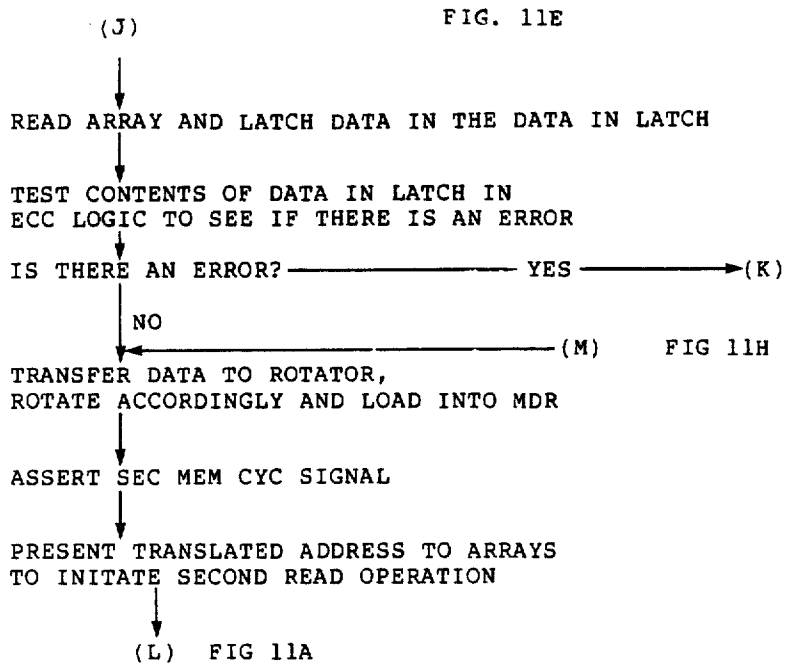 FIG. 11E
(J)
READ ARRAY AND LATCH DATA IN THE DATA IN LATCH
TEST CONTENTS OF DATA IN LATCH IN
ECC LOGIC TO SEE IF THERE IS AN ERROR
IS THERE AN ERROR? YES (K)
NO
(M) FIG 11H
TRANSFER DATA TO ROTATOR,
ROTATE ACCORDINGLY AND LOAD INTO MDR
ASSERT SEC MEM CYC SIGNAL
PRESENT TRANSLATED ADDRESS TO ARRAYS
TO INITATE SECOND READ OPERATION
(L) FIG 11A